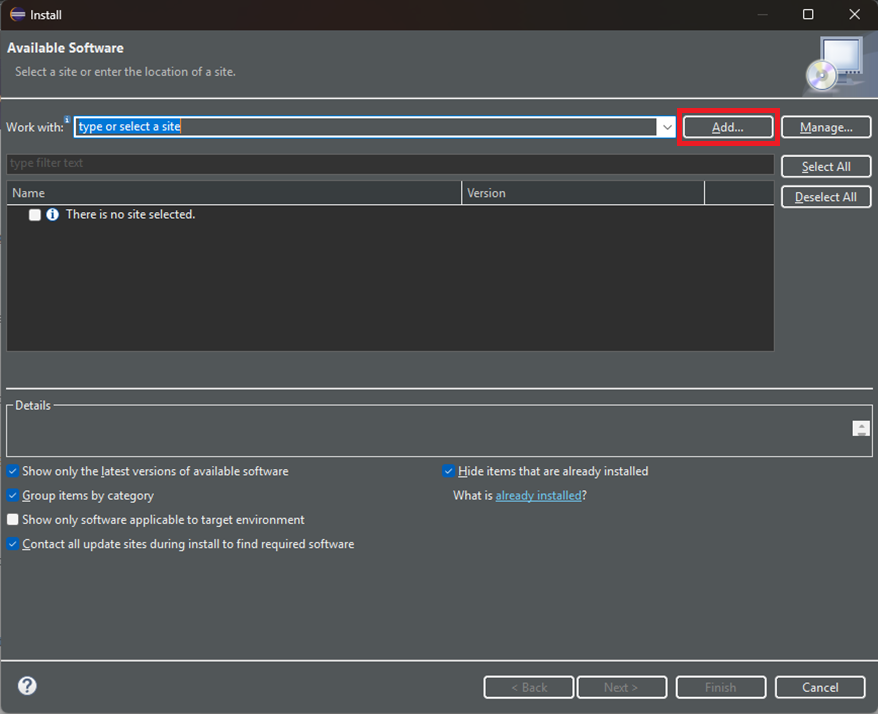 Install
Available Software
Select a site or enter the location of a site.
Work with: type or select a site Add... Manage...
type filter text Select All
Name Version Deselect All
There is no site selected.
Details
Show only the latest versions of available software Hide items that are already installed
Group items by category What is already installed?
Show only software applicable to target environment
Contact all update sites during install to find required software
< Back Next > Finish Cancel